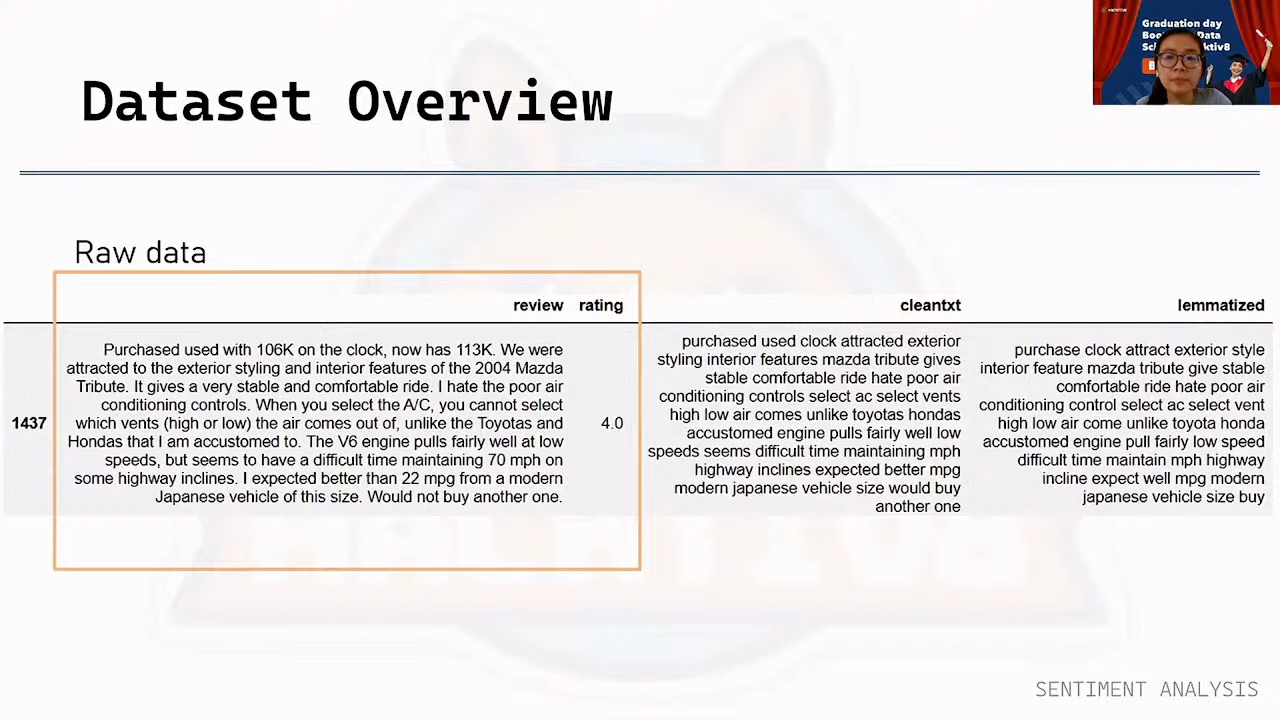 Graduation day
Dataset Overview
Raw data
review rating cleantxt lemmatized
1437
Purchased used with 106K on the clock, now has 113K. We were
attracted to the exterior styling and interior features of the 2004 Mazda
Tribute. It gives a very stable and comfortable ride. I hate the poor air
conditioning controls. When you select the A/C, you cannot select
which vents (high or low) the air comes out of, unlike the Toyotas and
Hondas that I am accustomed to. The V6 engine pulls fairly well at low
speeds, but seems to have a difficult time maintaining 70 mph on
some highway inclines. I expected better than 22 mpg from a modern
Japanese vehicle of this size. Would not buy another one.
4.0
purchased used clock attracted exterior
styling interior features mazda tribute gives
stable comfortable ride hate poor air
conditioning controls select ac select vents
high low air comes unlike toyotas hondas
accustomed engine pulls fairly well low
speeds seems difficult time maintaining mph
highway inclines expected better mpg
modern japanese vehicle size would buy
another one
purchase clock attract exterior style
interior feature mazda tribute give stable
comfortable ride hate poor air
conditioning control select ac select vent
high low air come unlike toyota honda
accustomed engine pull fairly low speed
difficult time maintain mph highway
incline expect well mpg modern
japanese vehicle size buy
SENTIMENT ANALYSIS